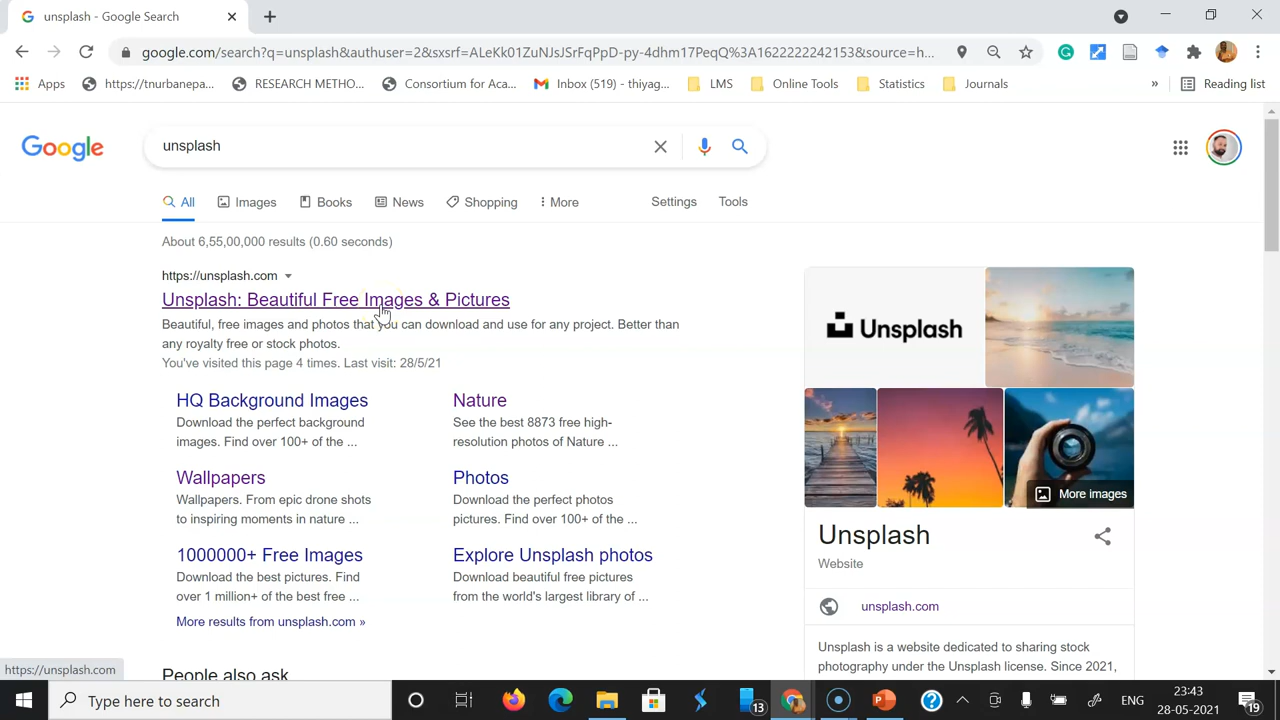 unsplash - Google Search
google.com/search?q=unsplash&authuser=2&sxsrf=ALeKk01ZuNJsJSrFqPpD-py-4dhm17PeqQ%3A1622222242153&source=h...
Apps
https://tnurbanepa...
RESEARCH METHO...
Consortium for Aca...
Inbox (519) - thiyag...
LMS
Online Tools
Statistics
Journals
»
Reading list
Google
unsplash
All
Images
Books
News
Shopping
More
Settings
Tools
About 6,55,00,000 results (0.60 seconds)
https://unsplash.com
Unsplash: Beautiful Free Images & Pictures
Beautiful, free images and photos that you can download and use for any project. Better than
any royalty free or stock photos.
You've visited this page 4 times. Last visit: 28/5/21
HQ Background Images
Download the perfect background
images. Find over 100+ of the ...
Nature
See the best 8873 free high-
resolution photos of Nature ...
Wallpapers
Wallpapers. From epic drone shots
to inspiring moments in nature ...
Photos
Download the perfect photos
pictures. Find over 100+ of the ...
1000000+ Free Images
Download the best pictures. Find
over 1 million+ of the best free ...
Explore Unsplash photos
Download beautiful free pictures
from the world's largest library of ...
More results from unsplash.com »
People also ask
Unsplash
More images
Unsplash
Website
unsplash.com
Unsplash is a website dedicated to sharing stock
photography under the Unsplash license. Since 2021,
https://unsplash.com
Type here to search
13
ENG
23:43
28-05-2021
19